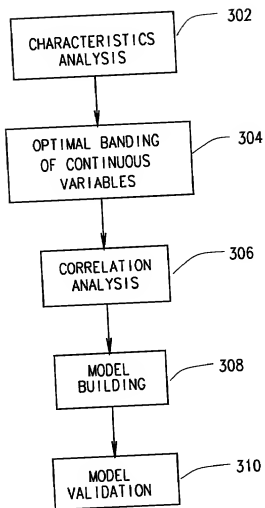 302
CHARACTERISTICS
ANALYSIS
304
OPTIMAL BANDING
OF CONTINUOUS
VARIABLES
306
CORRELATION
ANALYSIS
308
MODEL
BUILDING
310
MODEL
VALIDATION